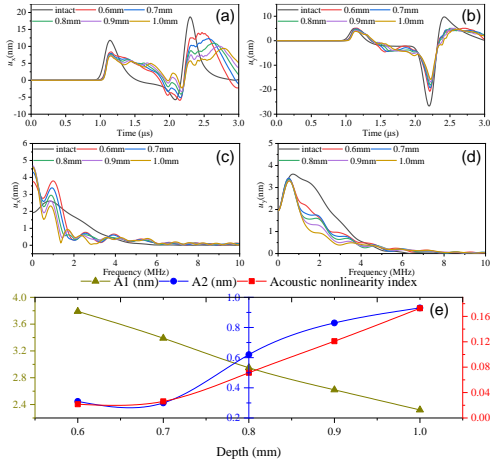 20
10
0
-10
u_x(nm)
intact 0.6mm 0.7mm
0.8mm 0.9mm 1.0mm
(a)
0.0 0.5 1.0 1.5 2.0 2.5 3.0
Time (μs)
10
0
-10
-20
-30
u_y(nm)
intact 0.6mm 0.7mm
0.8mm 0.9mm 1.0mm
(b)
0.0 0.5 1.0 1.5 2.0 2.5 3.0
Time (μs)
6
5
4
3
2
1
0
u_x(nm)
intact 0.6mm 0.7mm
0.8mm 0.9mm 1.0mm
(c)
0 2 4 6 8 10
Frequency (MHz)
5
4
3
2
1
0
u_y(nm)
intact 0.6mm 0.7mm
0.8mm 0.9mm 1.0mm
(d)
0 2 4 6 8 10
Frequency (MHz)
A1 (nm) A2 (nm) Acoustic nonlinearity index
(e)
4.0
3.6
3.2
2.8
2.4
1.0
0.8
0.6
0.4
0.2
0.16
0.12
0.08
0.04
0.00
0.6 0.7 0.8 0.9 1.0
Depth (mm)